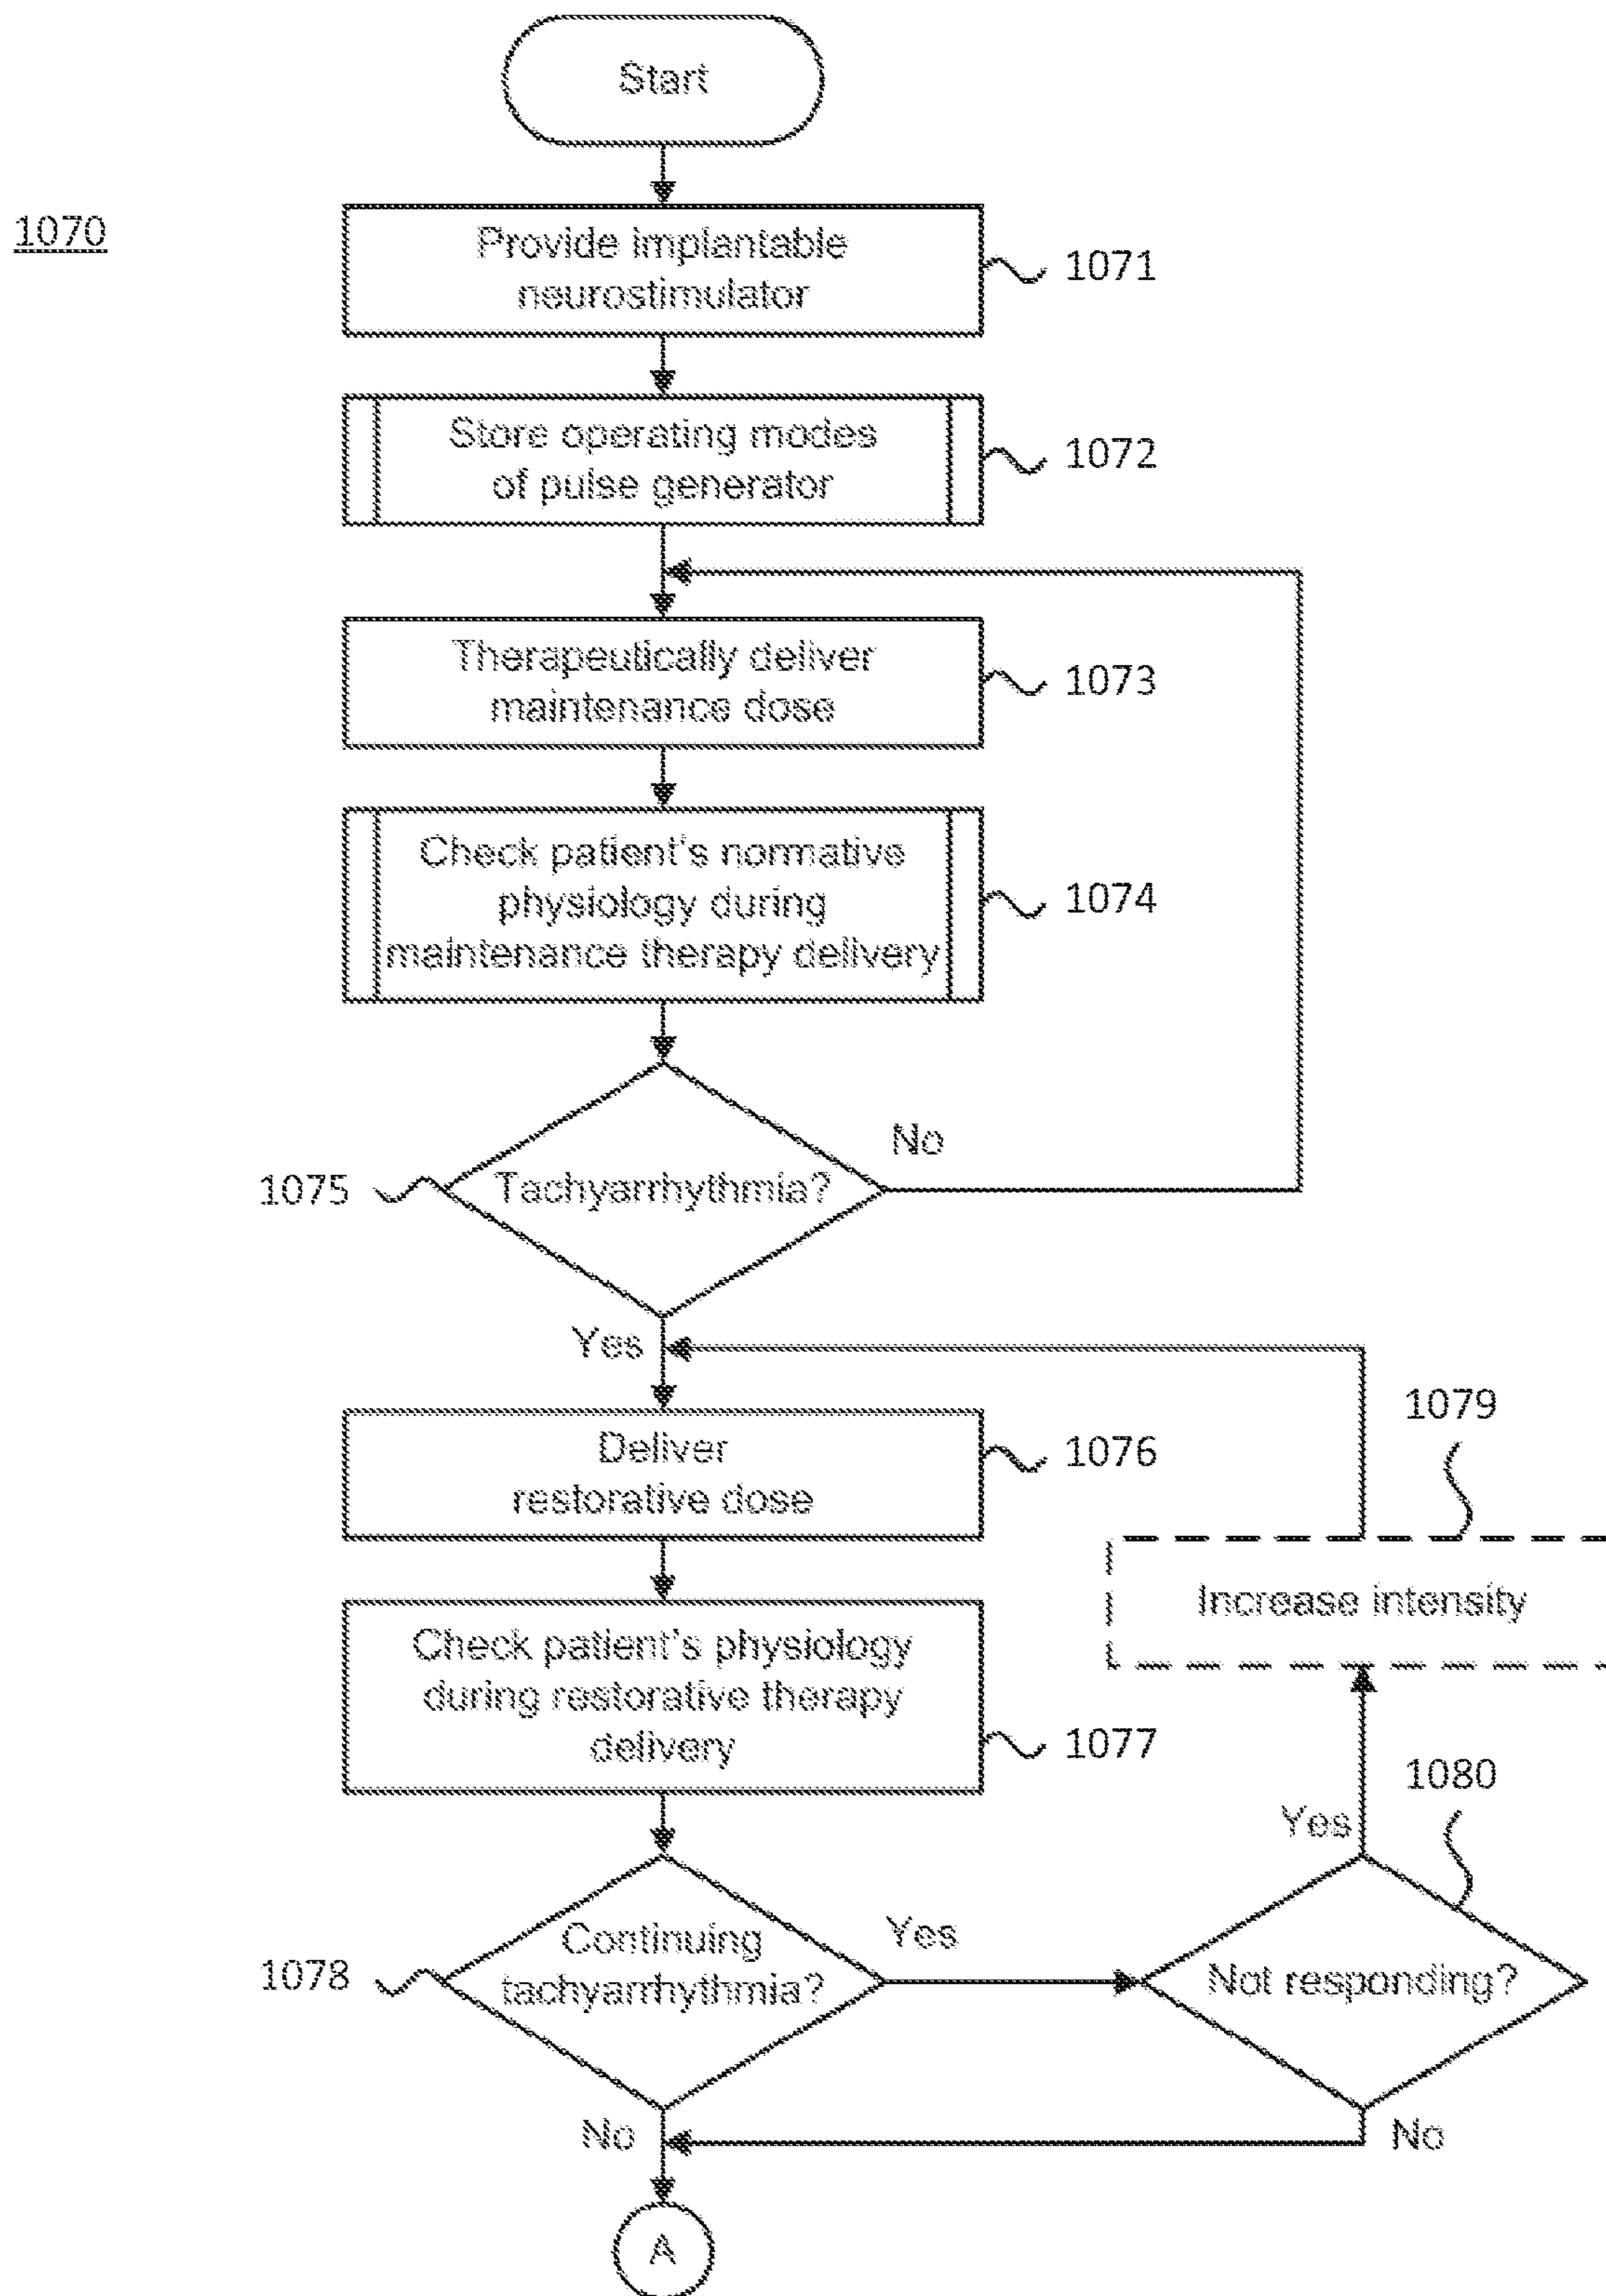 Start
1070
Provide implantable
neurostimulator
1071
Store operating modes
of pulse generator
1072
Therapeutically deliver
maintenance dose
1073
Check patient's normative
physiology during
maintenance therapy delivery
1074
No
1075
Tachyarrhythmia?
Yes
Deliver
restorative dose
1076
1079
Increase intensity
Check patient's physiology
during restorative therapy
delivery
1077
1080
Yes
Continuing
tachyarrhythmia?
1078
Yes
Not responding?
No
No
A